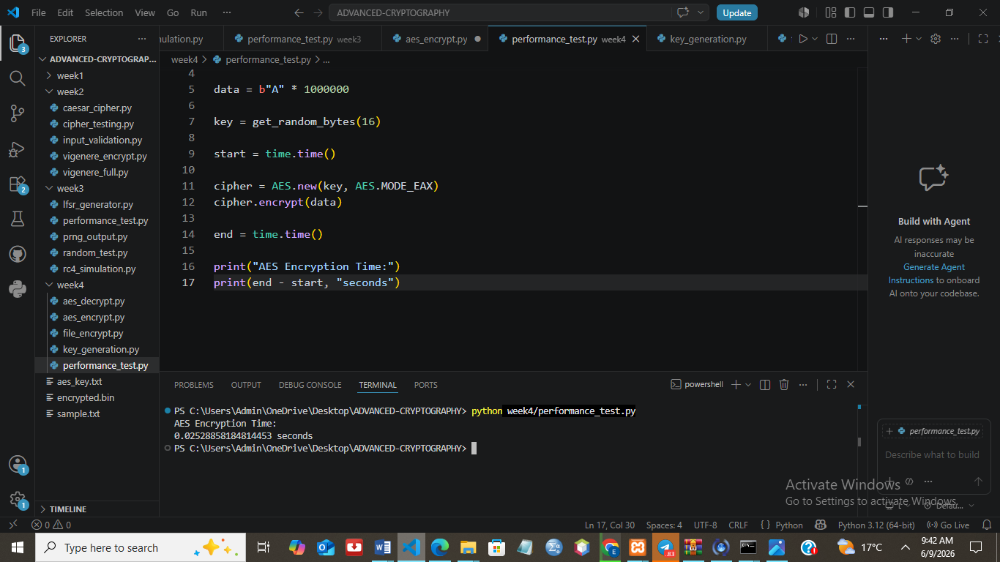 File Edit Selection View Go Run ···
ADVANCED-CRYPTOGRAPHY
Update
EXPLORER ···
ADVANCED-CRYPTOGRAP...
week1
week2
caesar_cipher.py
cipher_testing.py
input_validation.py
vigenere_encrypt.py
vigenere_full.py
week3
lfsr_generator.py
performance_test.py
prng_output.py
random_test.py
rc4_simulation.py
week4
aes_decrypt.py
aes_encrypt.py
file_encrypt.py
key_generation.py
performance_test.py
aes_key.txt
encrypted.bin
sample.txt
TIMELINE
3
2
1
1
nulation.py
performance_test.py week3
aes_encrypt.py
performance_test.py week4
key_generation.py
week4 > performance_test.py > ...
4
5 data = b"A" * 1000000
6
7 key = get_random_bytes(16)
8
9 start = time.time()
10
11 cipher = AES.new(key, AES.MODE_EAX)
12 cipher.encrypt(data)
13
14 end = time.time()
15
16 print("AES Encryption Time:")
17 print(end - start, "seconds")
PROBLEMS OUTPUT DEBUG CONSOLE TERMINAL PORTS
powershell
PS C:\Users\Admin\OneDrive\Desktop\ADVANCED-CRYPTOGRAPHY> python week4/performance_test.py
AES Encryption Time:
0.02528858184814453 seconds
PS C:\Users\Admin\OneDrive\Desktop\ADVANCED-CRYPTOGRAPHY>
Build with Agent
AI responses may be
inaccurate
Generate Agent
Instructions to onboard
AI onto your codebase.
performance_test.py
Describe what to build
Defau...
Activate Windows
Go to Settings to activate Windows.
0 0
Ln 17, Col 30 Spaces: 4 UTF-8 CRLF { } Python Python 3.12 (64-bit) Go Live
Type here to search
83
17°C
9:42 AM
6/9/2026